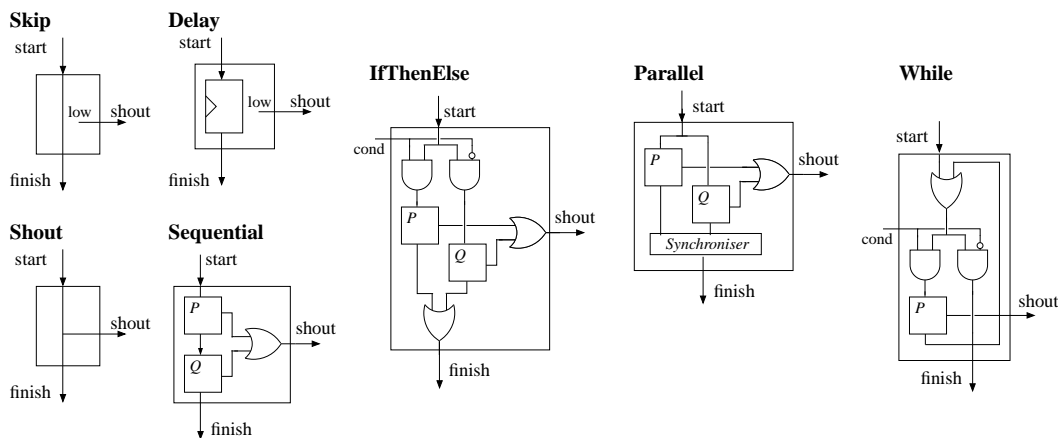 Skip
start
low
shout
finish
Delay
start
low
shout
finish
Shout
start
shout
finish
Sequential
start
P
Q
shout
finish
IfThenElse
start
cond
P
Q
shout
finish
Parallel
start
P
Q
shout
Synchroniser
finish
While
start
cond
P
shout
finish